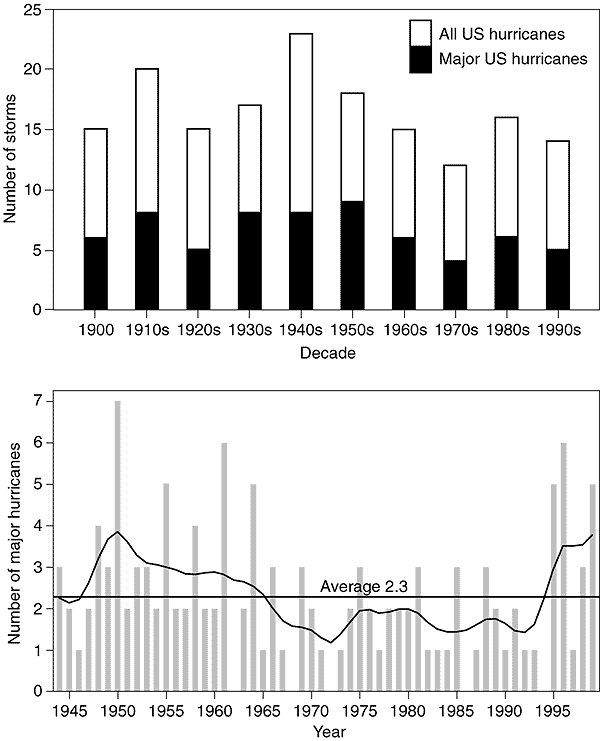 25
20
15
10
5
0
Number of storms
All US hurricanes
Major US hurricanes
1900 1910s 1920s 1930s 1940s 1950s 1960s 1970s 1980s 1990s
Decade
7
6
5
4
3
2
1
0
Number of major hurricanes
Average 2.3
1945 1950 1955 1960 1965 1970 1975 1980 1985 1990 1995
Year